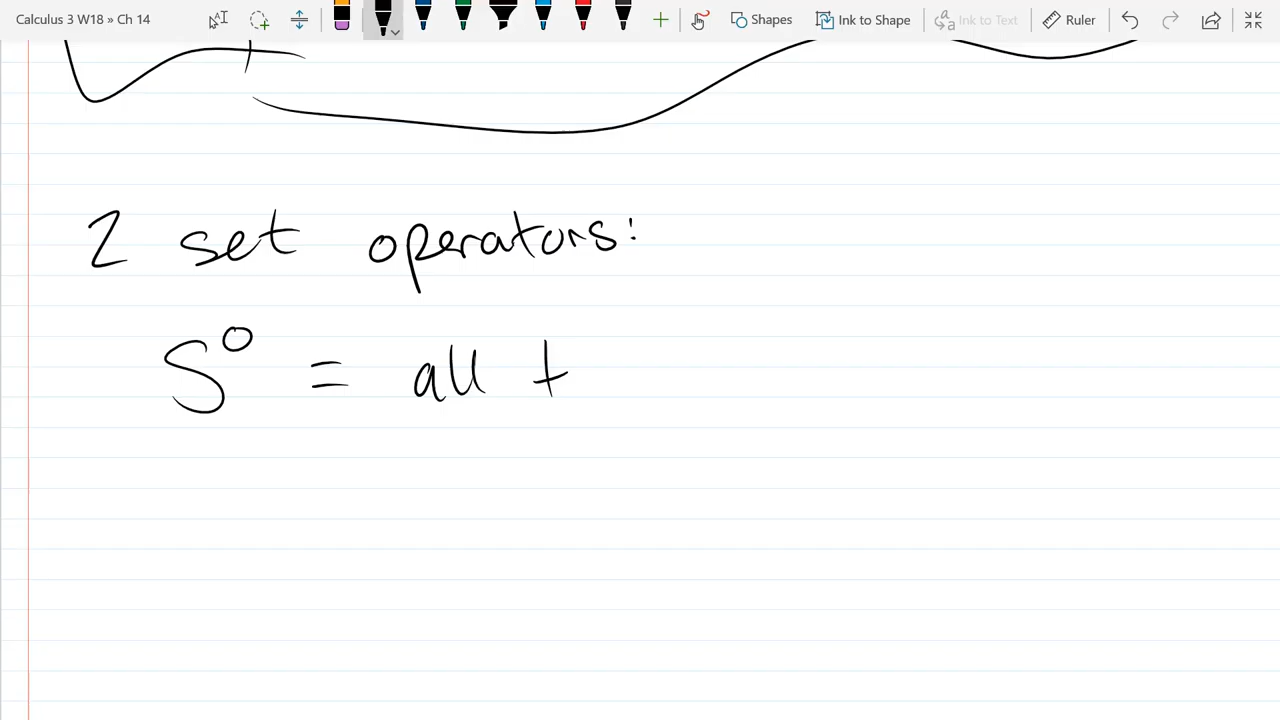 Calculus 3 W18 » Ch 14
Shapes
Ink to Shape
Ink to Text
Ruler
2 set operators:
S° = all t